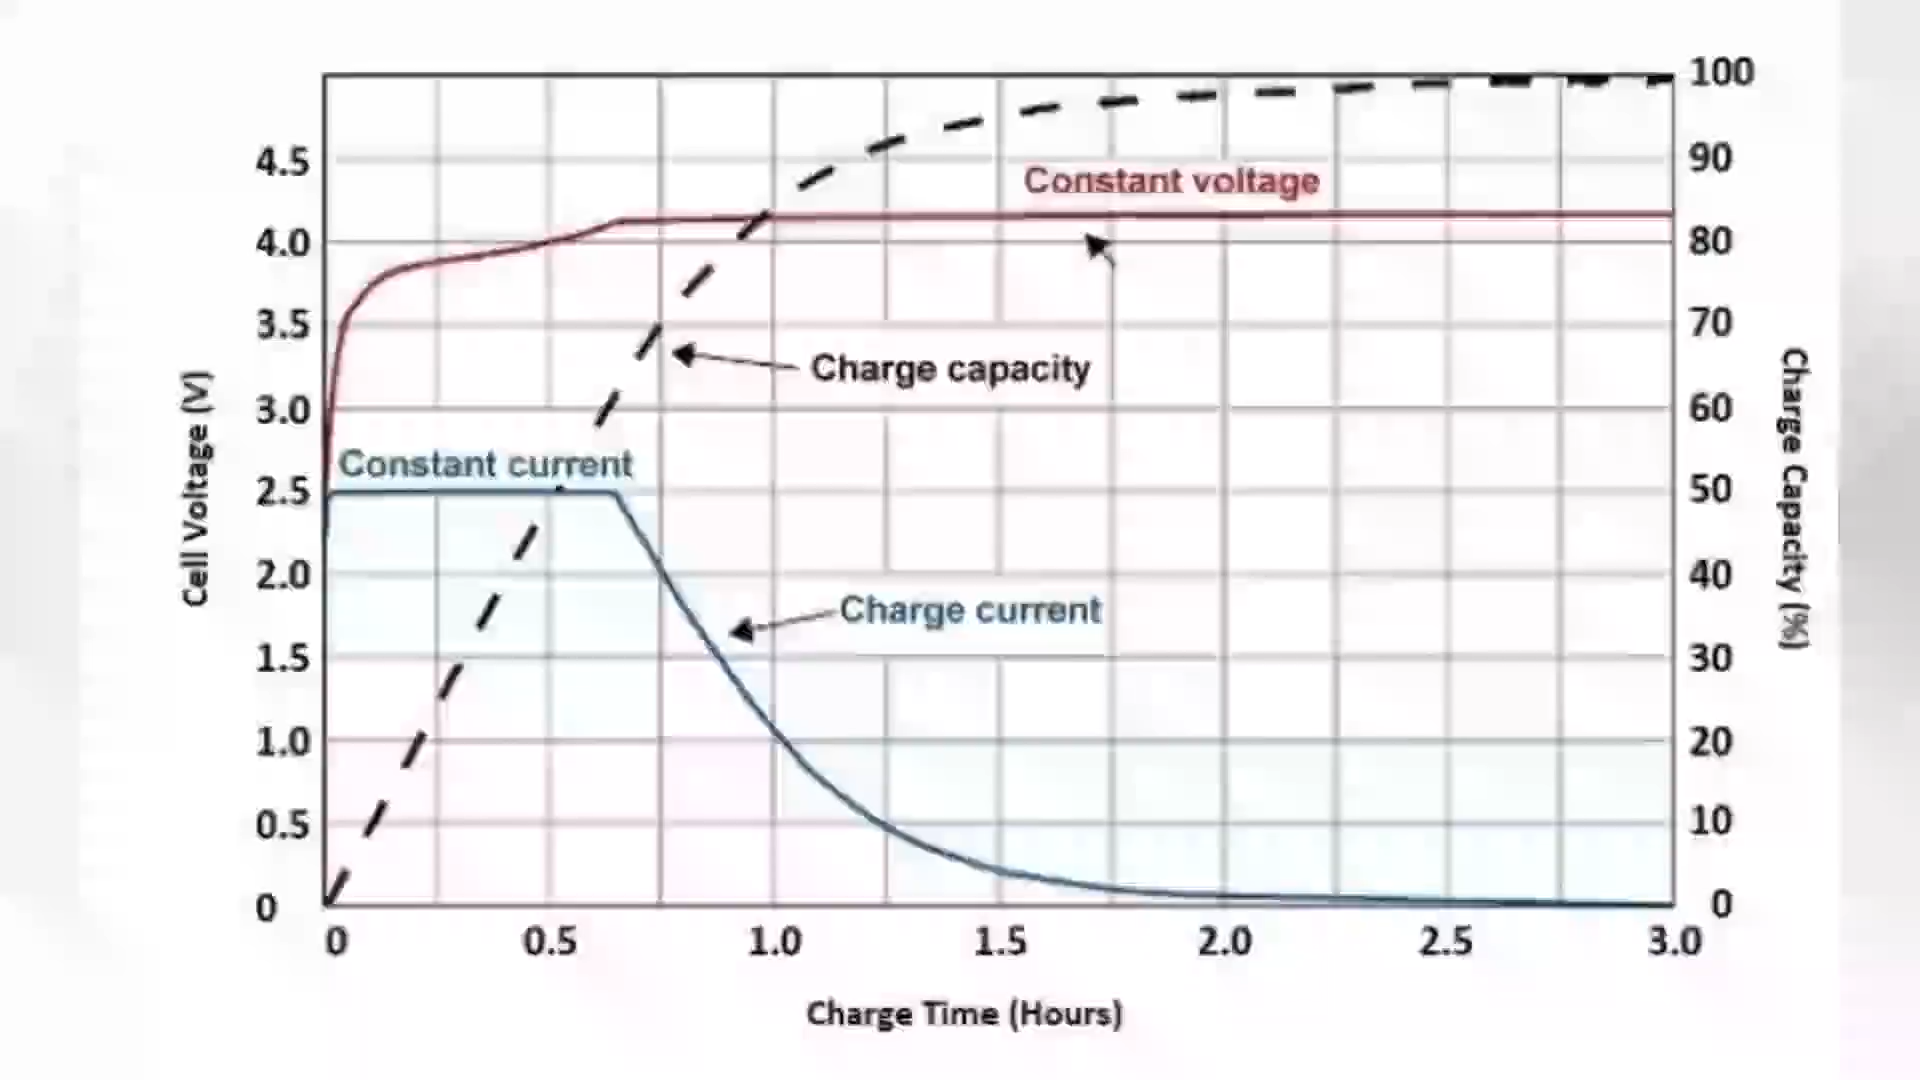 100
4.5
90
Constant voltage
4.0
80
3.5
70
Charge capacity
3.0
60
Constant current
2.5
50
Cell Voltage (V)
Charge Capacity (%)
2.0
40
Charge current
1.5
30
1.0
20
0.5
10
0
0
0 0.5 1.0 1.5 2.0 2.5 3.0
Charge Time (Hours)